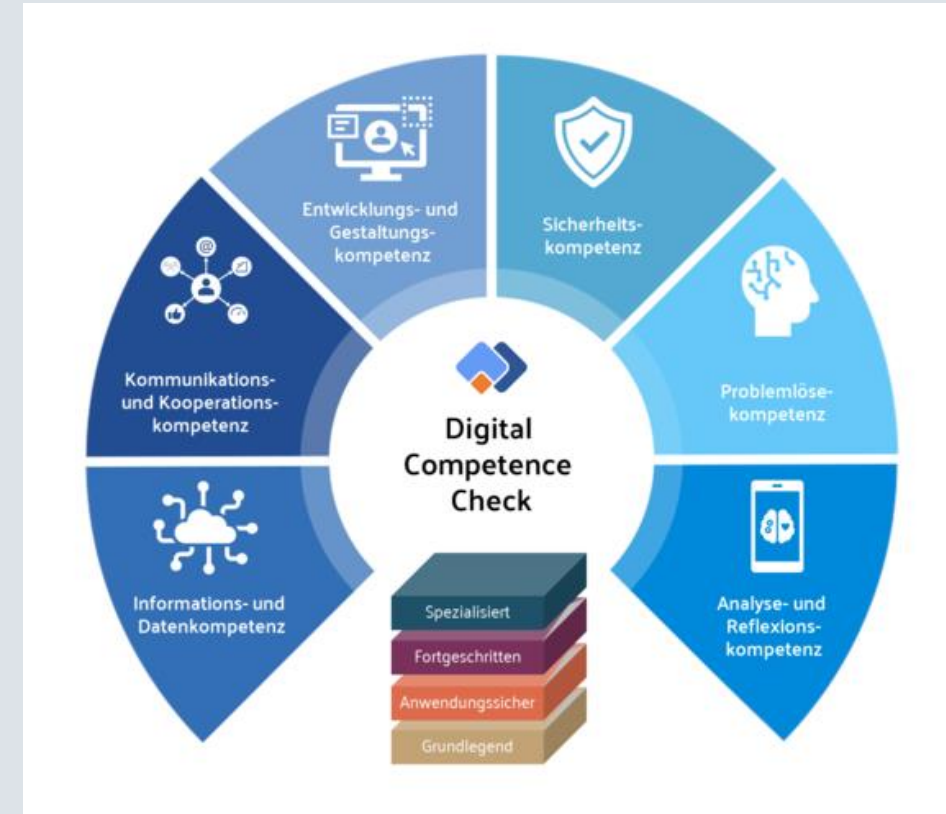 Entwicklungs- und
Gestaltungs-
kompetenz
Sicherheits-
kompetenz
Kommunikations-
und Kooperations-
kompetenz
Problemlöse-
kompetenz
Digital
Competence
Check
Informations- und
Datenkompetenz
Analyse- und
Reflexions-
kompetenz
Spezialisiert
Fortgeschritten
Anwendungssicher
Grundlegend
@